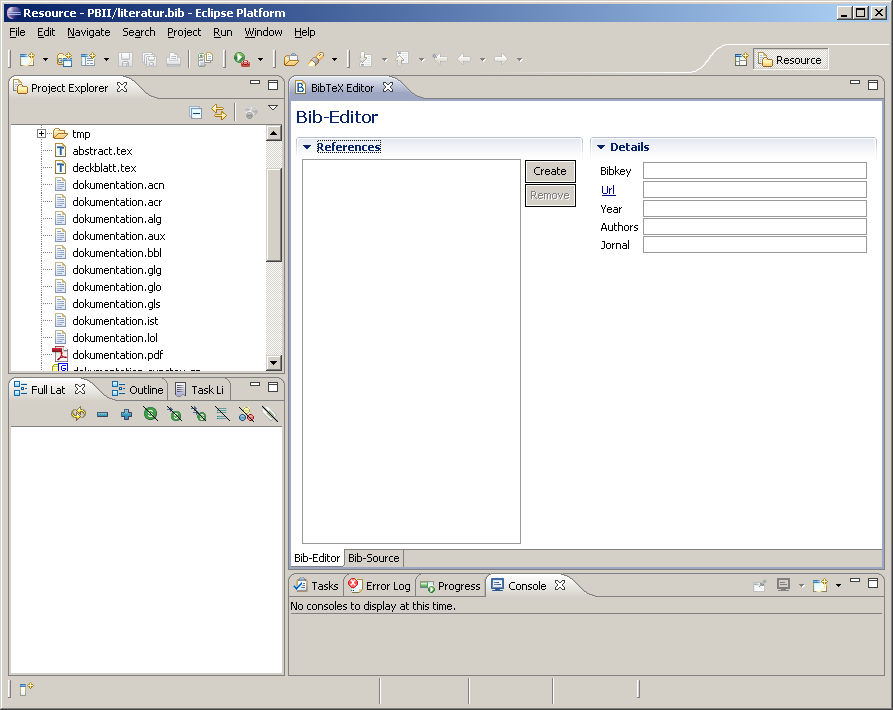 Resource - PBII/literatur.bib - Eclipse Platform
File Edit Navigate Search Project Run Window Help
Resource
Project Explorer
tmp
abstract.tex
deckblatt.tex
dokumentation.acn
dokumentation.acr
dokumentation.alg
dokumentation.aux
dokumentation.bbl
dokumentation.glg
dokumentation.glo
dokumentation.gls
dokumentation.ist
dokumentation.lol
dokumentation.pdf
BibTeX Editor
Bib-Editor
References
Create
Remove
Details
Bibkey
Url
Year
Authors
Jornal
Bib-Editor Bib-Source
Full Lat Outline Task Li
Tasks Error Log Progress Console
No consoles to display at this time.